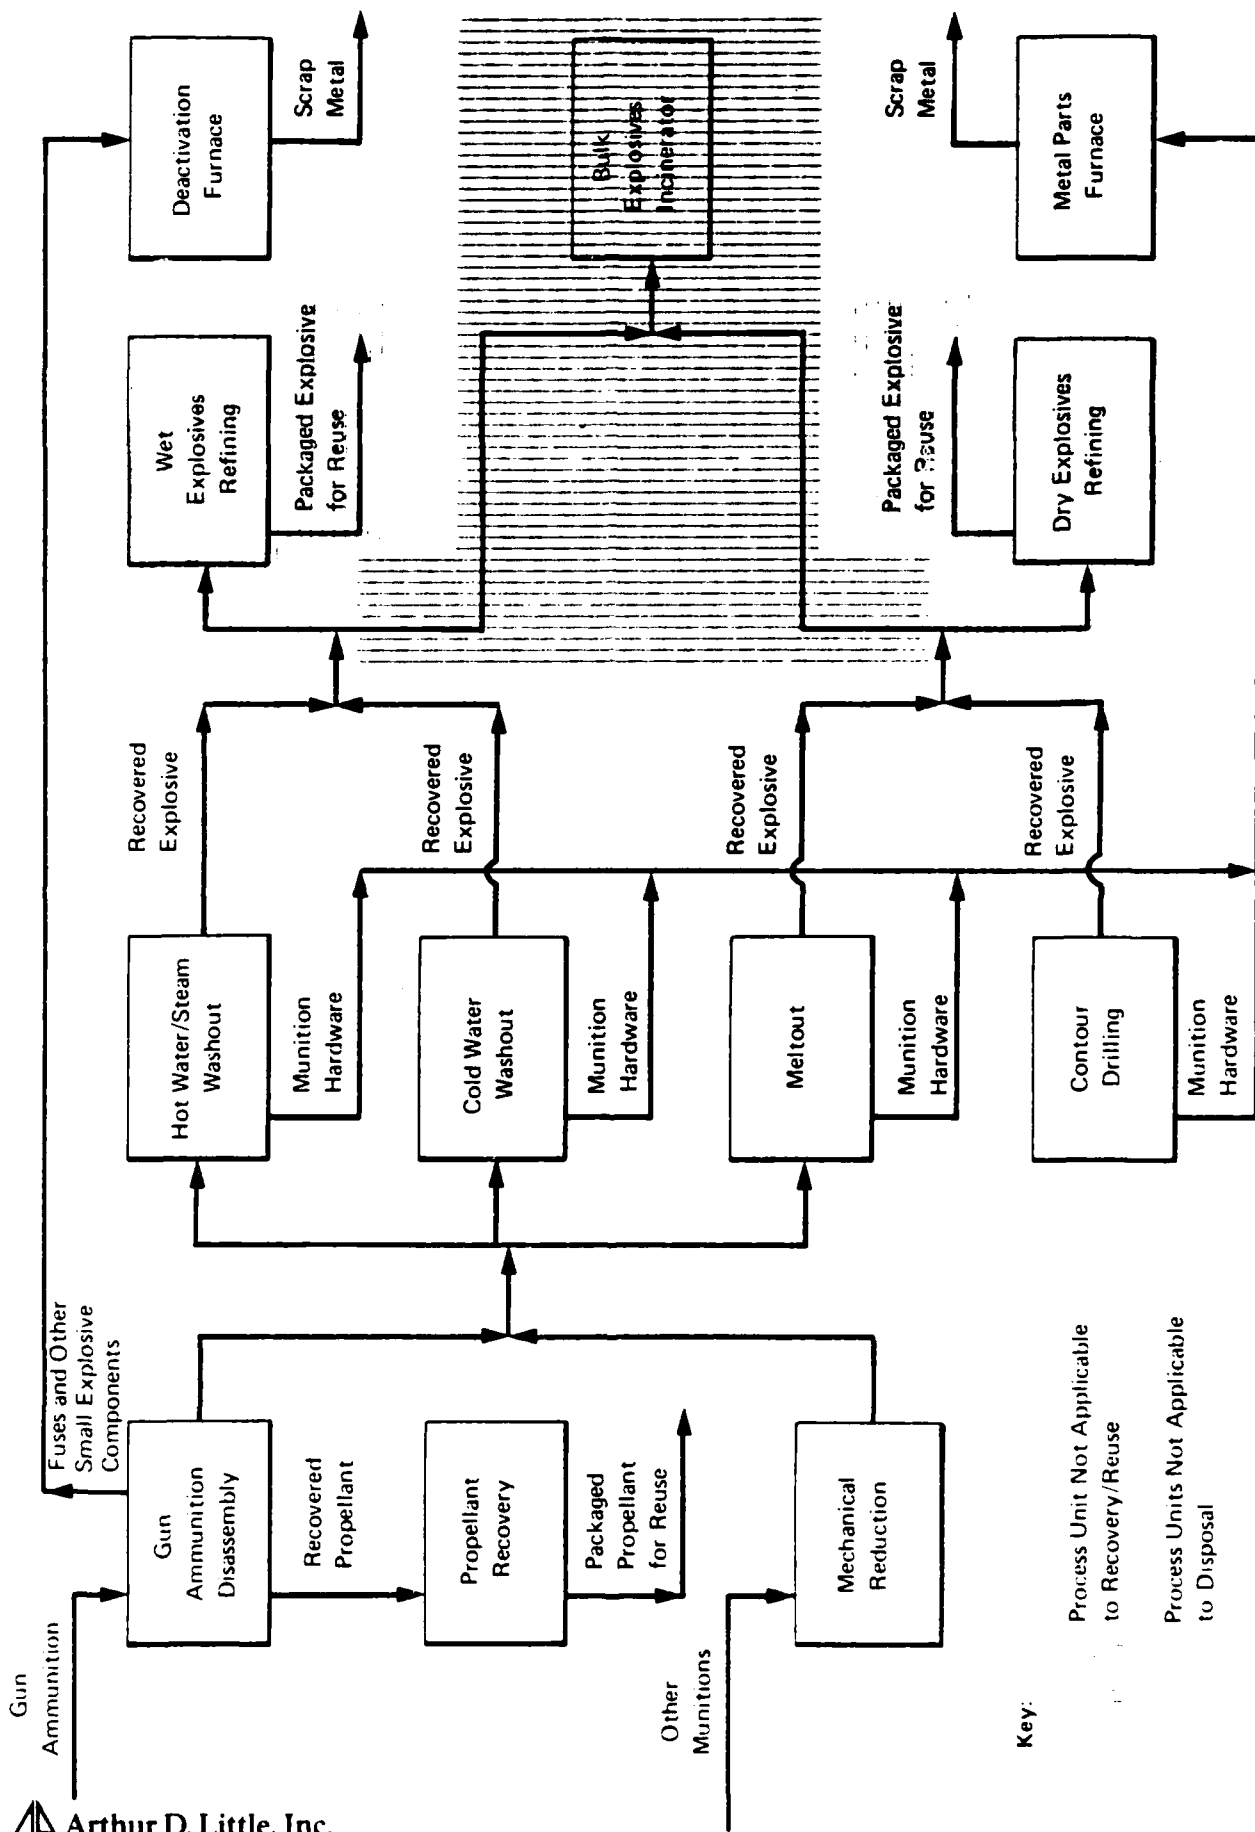 Gun
Ammunition
Fuses and Other
Small Explosive
Components
Gun
Ammunition
Disassembly
Recovered
Propellant
Propellant
Recovery
Packaged
Propellant
for Reuse
Other
Munitions
Mechanical
Reduction
Hot Water/Steam
Washout
Munition
Hardware
Recovered
Explosive
Cold Water
Washout
Munition
Hardware
Recovered
Explosive
Meltout
Munition
Hardware
Recovered
Explosive
Contour
Drilling
Munition
Hardware
Recovered
Explosive
Wet
Explosives
Refining
Packaged Explosive
for Reuse
Dry Explosives
Refining
Packaged Explosive
for Reuse
Deactivation
Furnace
Scrap
Metal
Bulk
Explosives
Incinerator
Metal Parts
Furnace
Scrap
Metal
Key:
Process Unit Not Applicable
to Recovery/Reuse
Process Units Not Applicable
to Disposal
Arthur D. Little, Inc.